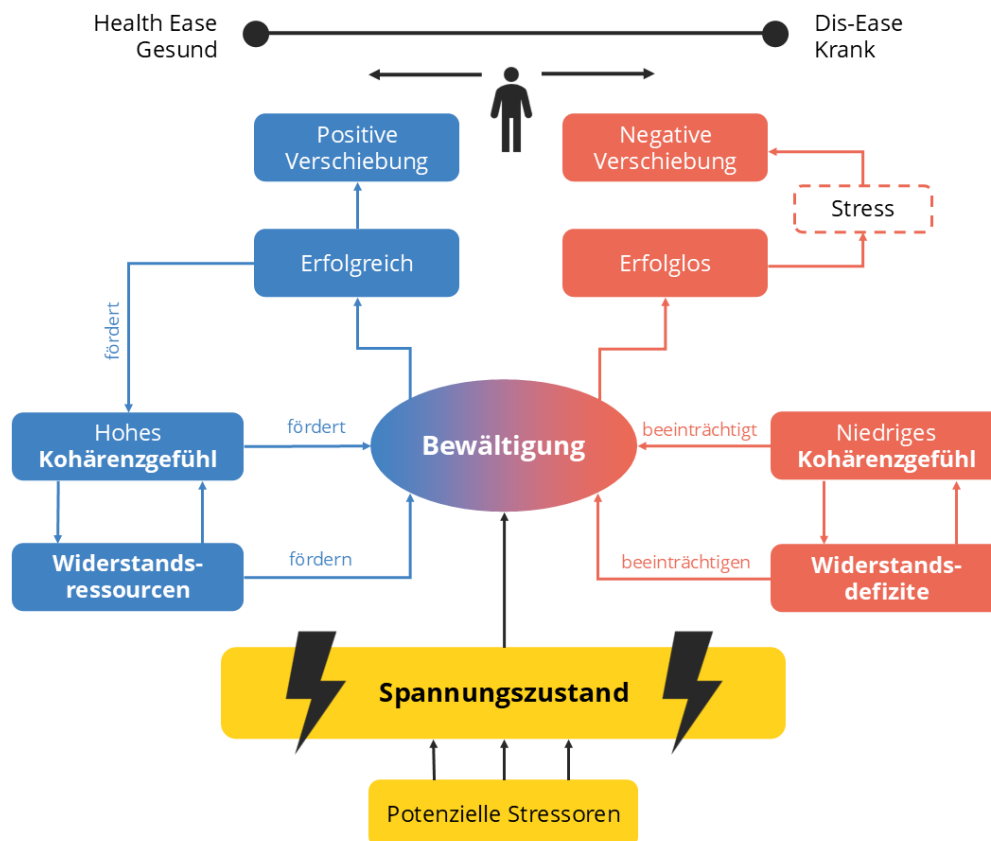 Health Ease
Gesund
Dis-Ease
Krank
Positive
Verschiebung
Negative
Verschiebung
Stress
Erfolgreich
Erfolglos
fördert
Hohes
Kohärenzgefühl
fördert
Bewältigung
beeinträchtigt
Niedriges
Kohärenzgefühl
Widerstands-
ressourcen
fördern
beeinträchtigen
Widerstands-
defizite
Spannungszustand
Potenzielle Stressoren